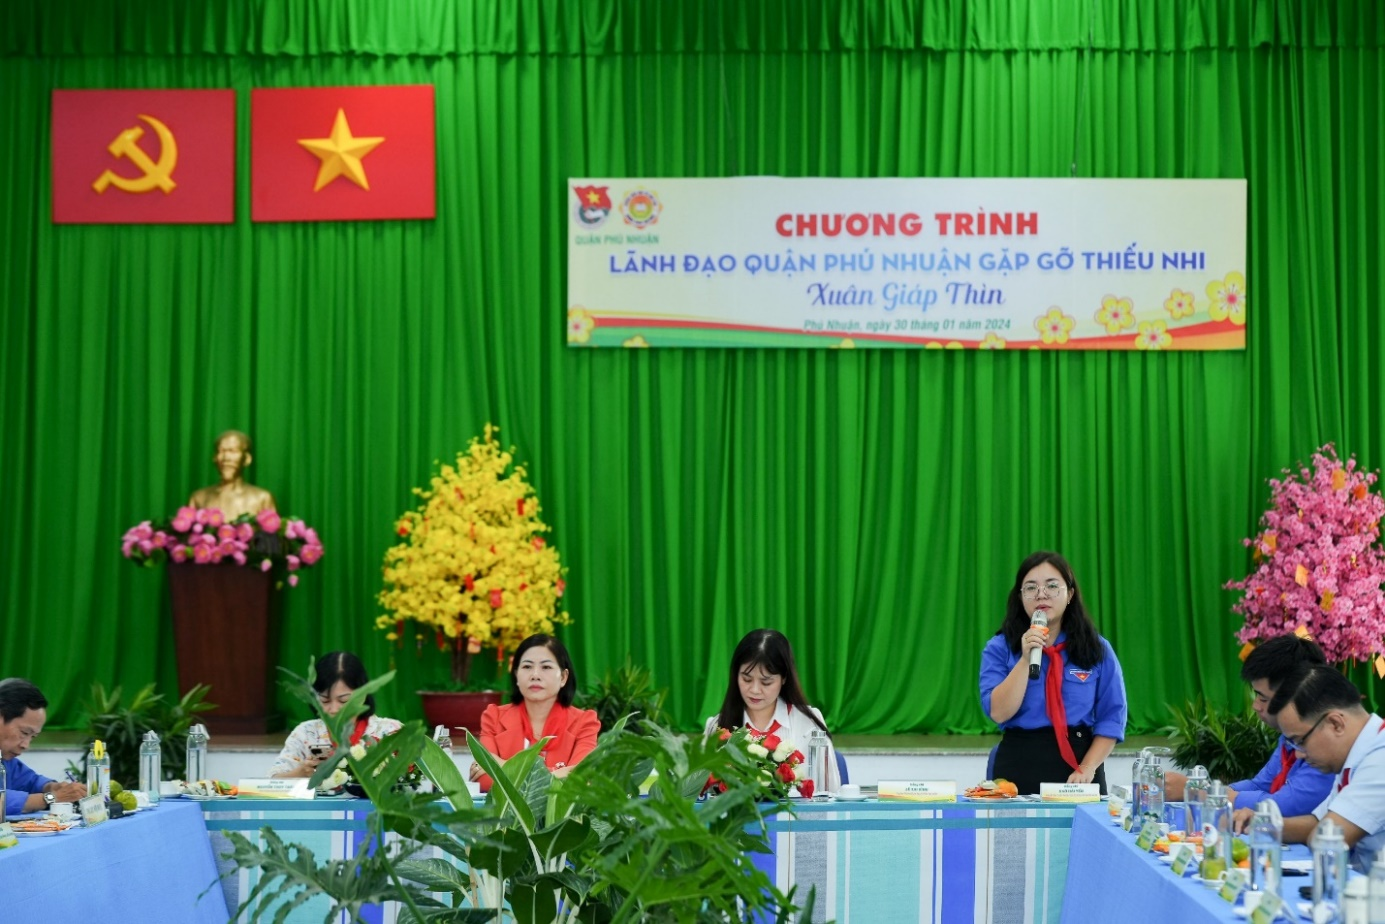 QUẬN PHÚ NHUẬN
CHƯƠNG TRÌNH
LÃNH ĐẠO QUẬN PHÚ NHUẬN GẶP GỠ THIẾU NHI
Xuân Giáp Thìn
Phú Nhuận, ngày 30 tháng 01 năm 2024